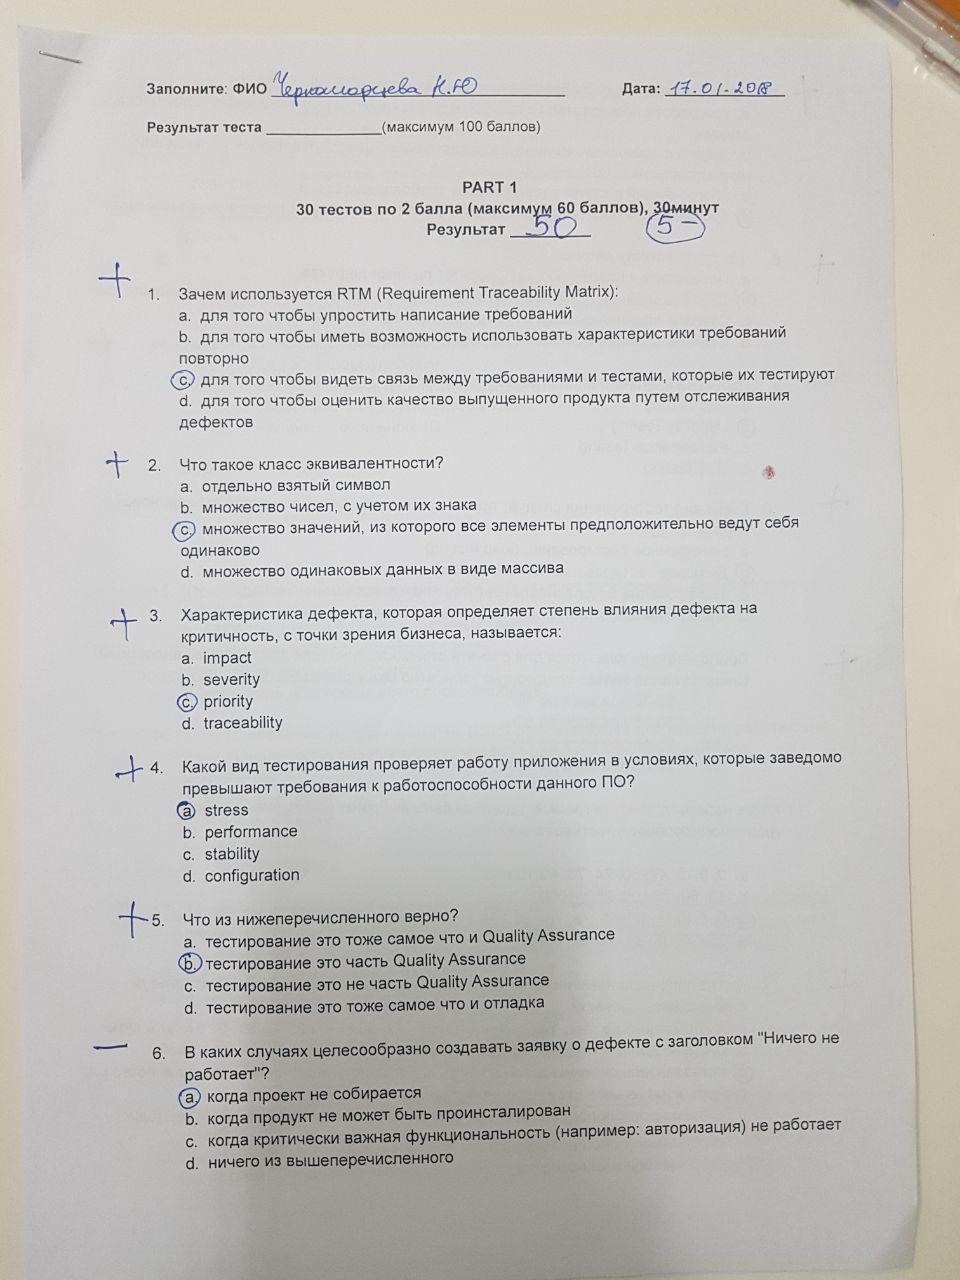 Заполните: ФИО Черноморцева К.Ю Дата: 17.01.2018
Результат теста ______________(максимум 100 баллов)
PART 1
30 тестов по 2 балла (максимум 60 баллов), 30минут
Результат 50 5-
+
1. Зачем используется RTM (Requirement Traceability Matrix):
a. для того чтобы упростить написание требований
b. для того чтобы иметь возможность использовать характеристики требований
повторно
c. для того чтобы видеть связь между требованиями и тестами, которые их тестируют
d. для того чтобы оценить качество выпущенного продукта путем отслеживания
дефектов
+ 2. Что такое класс эквивалентности?
a. отдельно взятый символ
b. множество чисел, с учетом их знака
c. множество значений, из которого все элементы предположительно ведут себя
одинаково
d. множество одинаковых данных в виде массива
+ 3. Характеристика дефекта, которая определяет степень влияния дефекта на
критичность, с точки зрения бизнеса, называется:
a. impact
b. severity
c. priority
d. traceability
+ 4. Какой вид тестирования проверяет работу приложения в условиях, которые заведомо
превышают требования к работоспособности данного ПО?
a stress
b. performance
c. stability
d. configuration
+ 5. Что из нижеперечисленного верно?
a. тестирование это тоже самое что и Quality Assurance
b. тестирование это часть Quality Assurance
c. тестирование это не часть Quality Assurance
d. тестирование это тоже самое что и отладка
— 6. В каких случаях целесообразно создавать заявку о дефекте с заголовком "Ничего не
работает"?
a. когда проект не собирается
b. когда продукт не может быть проинсталирован
c. когда критически важная функциональность (например: авторизация) не работает
d. ничего из вышеперечисленного